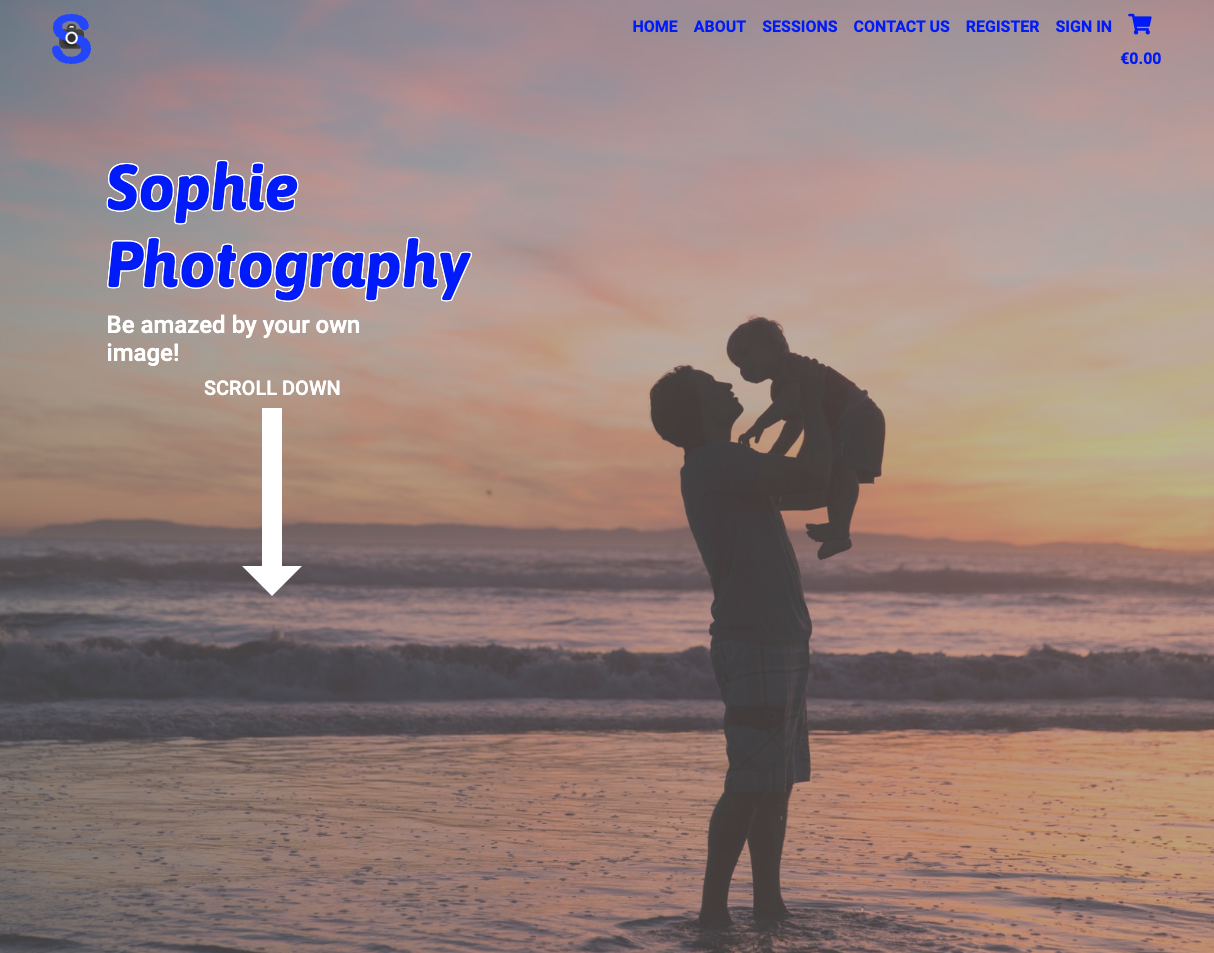 S
HOME ABOUT SESSIONS CONTACT US REGISTER SIGN IN
€0.00
Sophie
Photography
Be amazed by your own
image!
SCROLL DOWN